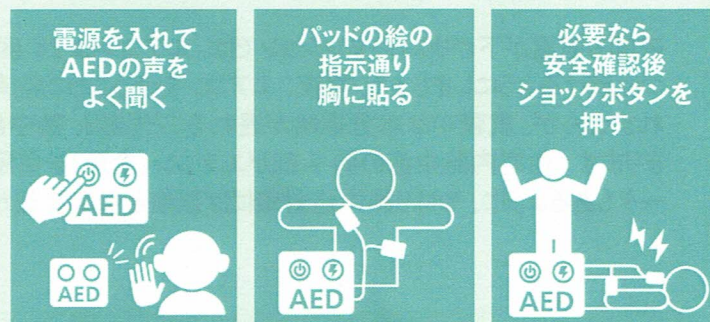 電源を入れて
AEDの声を
よく聞く
AED
AED
パッドの絵の
指示通り
胸に貼る
AED
必要なら
安全確認後
ショックボタンを
押す
AED